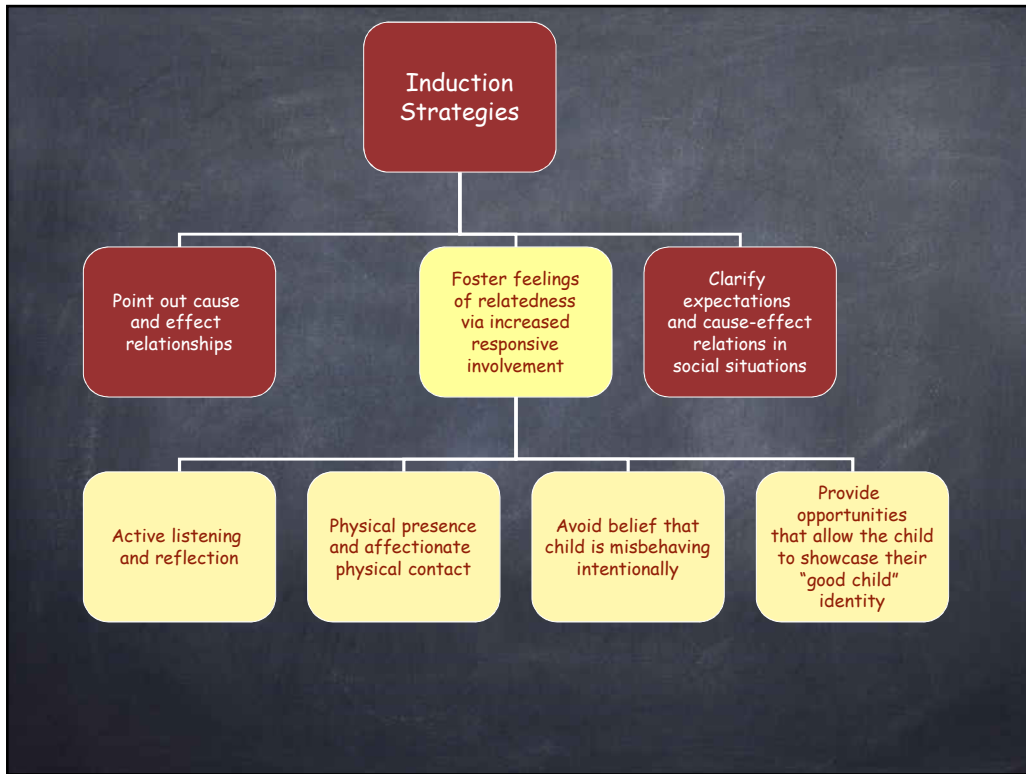 Induction
Strategies
Point out cause
and effect
relationships
Foster feelings
of relatedness
via increased
responsive
involvement
Clarify
expectations
and cause-effect
relations in
social situations
Active listening
and reflection
Physical presence
and affectionate
physical contact
Avoid belief that
child is misbehaving
intentionally
Provide
opportunities
that allow the child
to showcase their
“good child”
identity